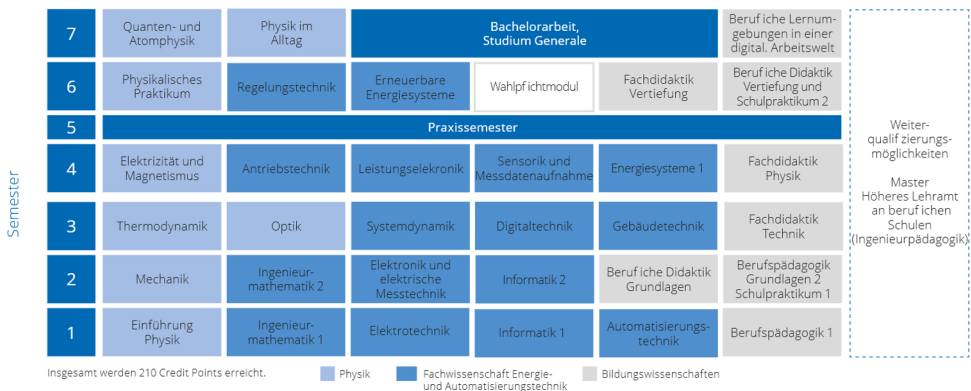 Semester
7
Quanten- und
Atomphysik
Physik im
Alltag
Bachelorarbeit,
Studium Generale
Beruf iche Lernum-
gebungen in einer
digital. Arbeitswelt
6
Physikalisches
Praktikum
Regelungstechnik
Erneuerbare
Energiesysteme
Wahlpf ichtmodul
Fachdidaktik
Vertiefung
Beruf iche Didaktik
Vertiefung und
Schulpraktikum 2
5
Praxissemester
4
Elektrizität und
Magnetismus
Antriebstechnik
Leistungselekronik
Sensorik und
Messdatenaufnahme
Energiesysteme 1
Fachdidaktik
Physik
3
Thermodynamik
Optik
Systemdynamik
Digitaltechnik
Gebäudetechnik
Fachdidaktik
Technik
2
Mechanik
Ingenieur-
mathematik 2
Elektronik und
elektrische
Messtechnik
Informatik 2
Beruf iche Didaktik
Grundlagen
Berufspädagogik
Grundlagen 2
Schulpraktikum 1
1
Einführung
Physik
Ingenieur-
mathematik 1
Elektrotechnik
Informatik 1
Automatisierungs-
technik
Berufspädagogik 1
Weiter-
qualif zierungs-
möglichkeiten
Master
Höheres Lehramt
an beruf ichen
Schulen
(Ingenieurpädagogik)
Insgesamt werden 210 Credit Points erreicht.
Physik
Fachwissenschaft Energie-
und Automatisierungstechnik
Bildungswissenschaften